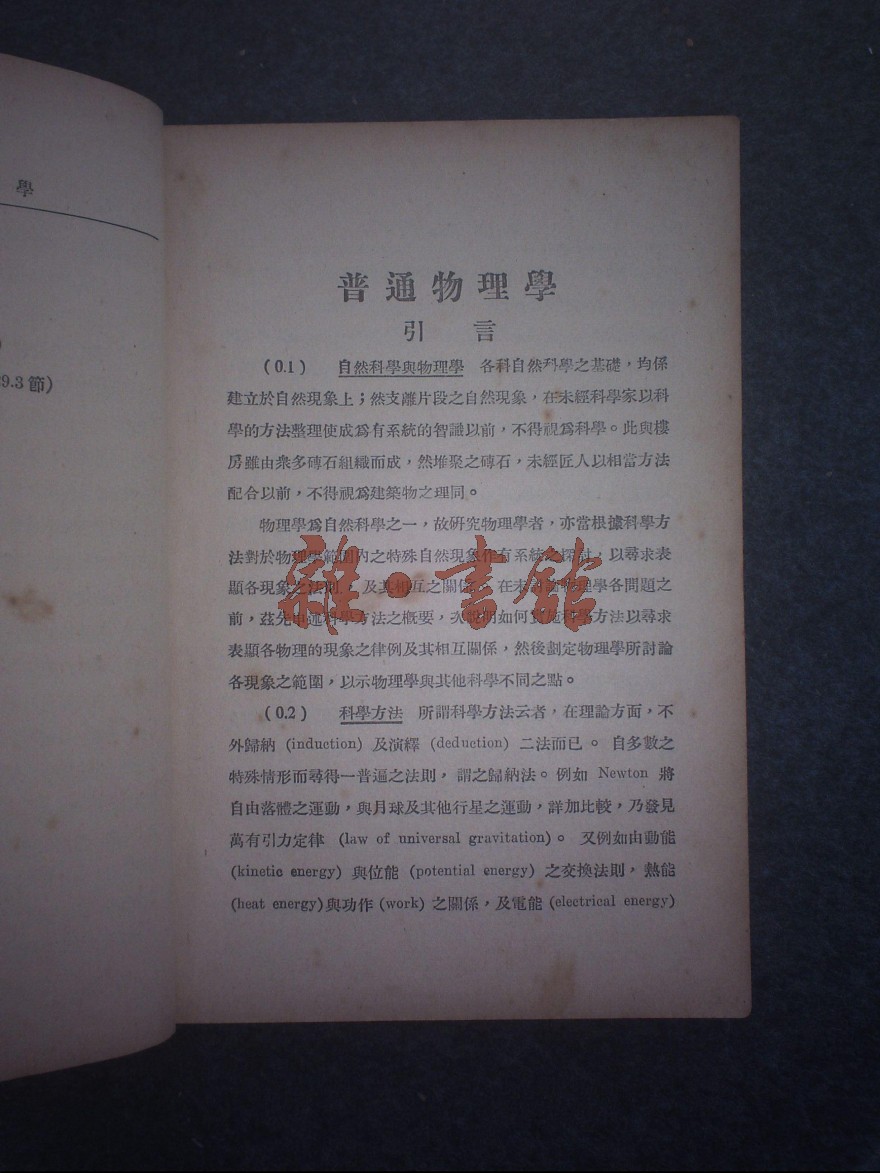 學
9.3 節)
普通物理學
引言
(0.1) 自然科學與物理學 各科自然科學之基礎，均係
建立於自然現象上；然支離片段之自然現象，在未經科學家以科
學的方法整理使成爲有系統的智識以前，不得視爲科學。此與樓
房雖由衆多磚石組織而成，然堆聚之磚石，未經匠人以相當方法
配合以前，不得視爲建築物之理同。
物理學爲自然科學之一，故硏究物理學者，亦當根據科學方
法對於物理學範圍內之特殊自然現象作有系統之探討，以尋求表
顯各現象之法則，及其相互之關係。在未討論物理學各問題之
前，茲先申述科學方法之概要，次說明如何實施科學方法以尋求
表顯各物理的現象之律例及其相互關係，然後劃定物理學所討論
各現象之範圍，以示物理學與其他科學不同之點。
(0.2) 科學方法 所謂科學方法云者，在理論方面，不
外歸納 (induction) 及演繹 (deduction) 二法而已。自多數之
特殊情形而尋得一普遍之法則，謂之歸納法。例如 Newton 將
自由落體之運動，與月球及其他行星之運動，詳加比較，乃發見
萬有引力定律 (law of universal gravitation)。又例如由動能
(kinetic energy) 與位能 (potential energy) 之交換法則，熱能
(heat energy)與功作 (work) 之關係，及電能 (electrical energy)
雜·書館